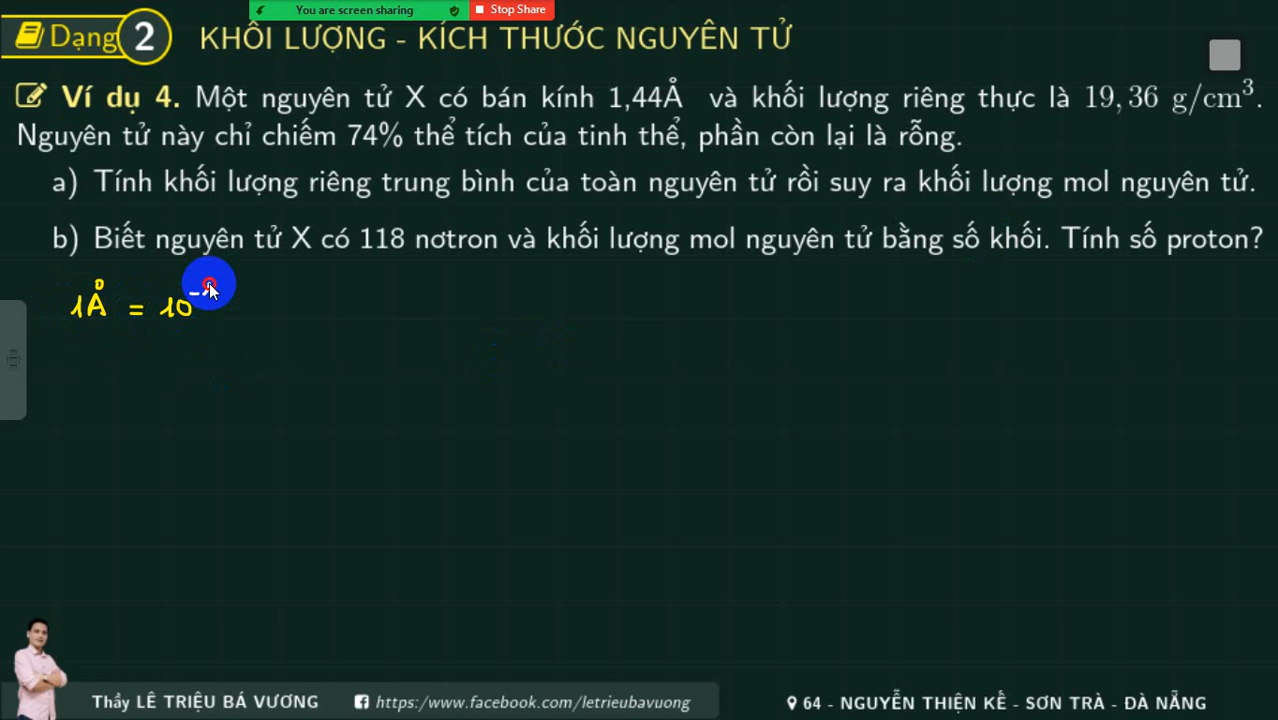 You are screen sharing Stop Share
Dạng 2 KHỐI LƯỢNG - KÍCH THƯỚC NGUYÊN TỬ
Ví dụ 4. Một nguyên tử X có bán kính 1,44Å và khối lượng riêng thực là 19,36 g/cm³.
Nguyên tử này chỉ chiếm 74% thể tích của tinh thể, phần còn lại là rỗng.
a) Tính khối lượng riêng trung bình của toàn nguyên tử rồi suy ra khối lượng mol nguyên tử.
b) Biết nguyên tử X có 118 nơtron và khối lượng mol nguyên tử bằng số khối. Tính số proton?
1Å = 10
Thầy LÊ TRIỆU BÁ VƯƠNG https://www.facebook.com/letrieubavuong 64 - NGUYỄN THIỆN KẾ - SƠN TRÀ - ĐÀ NẴNG